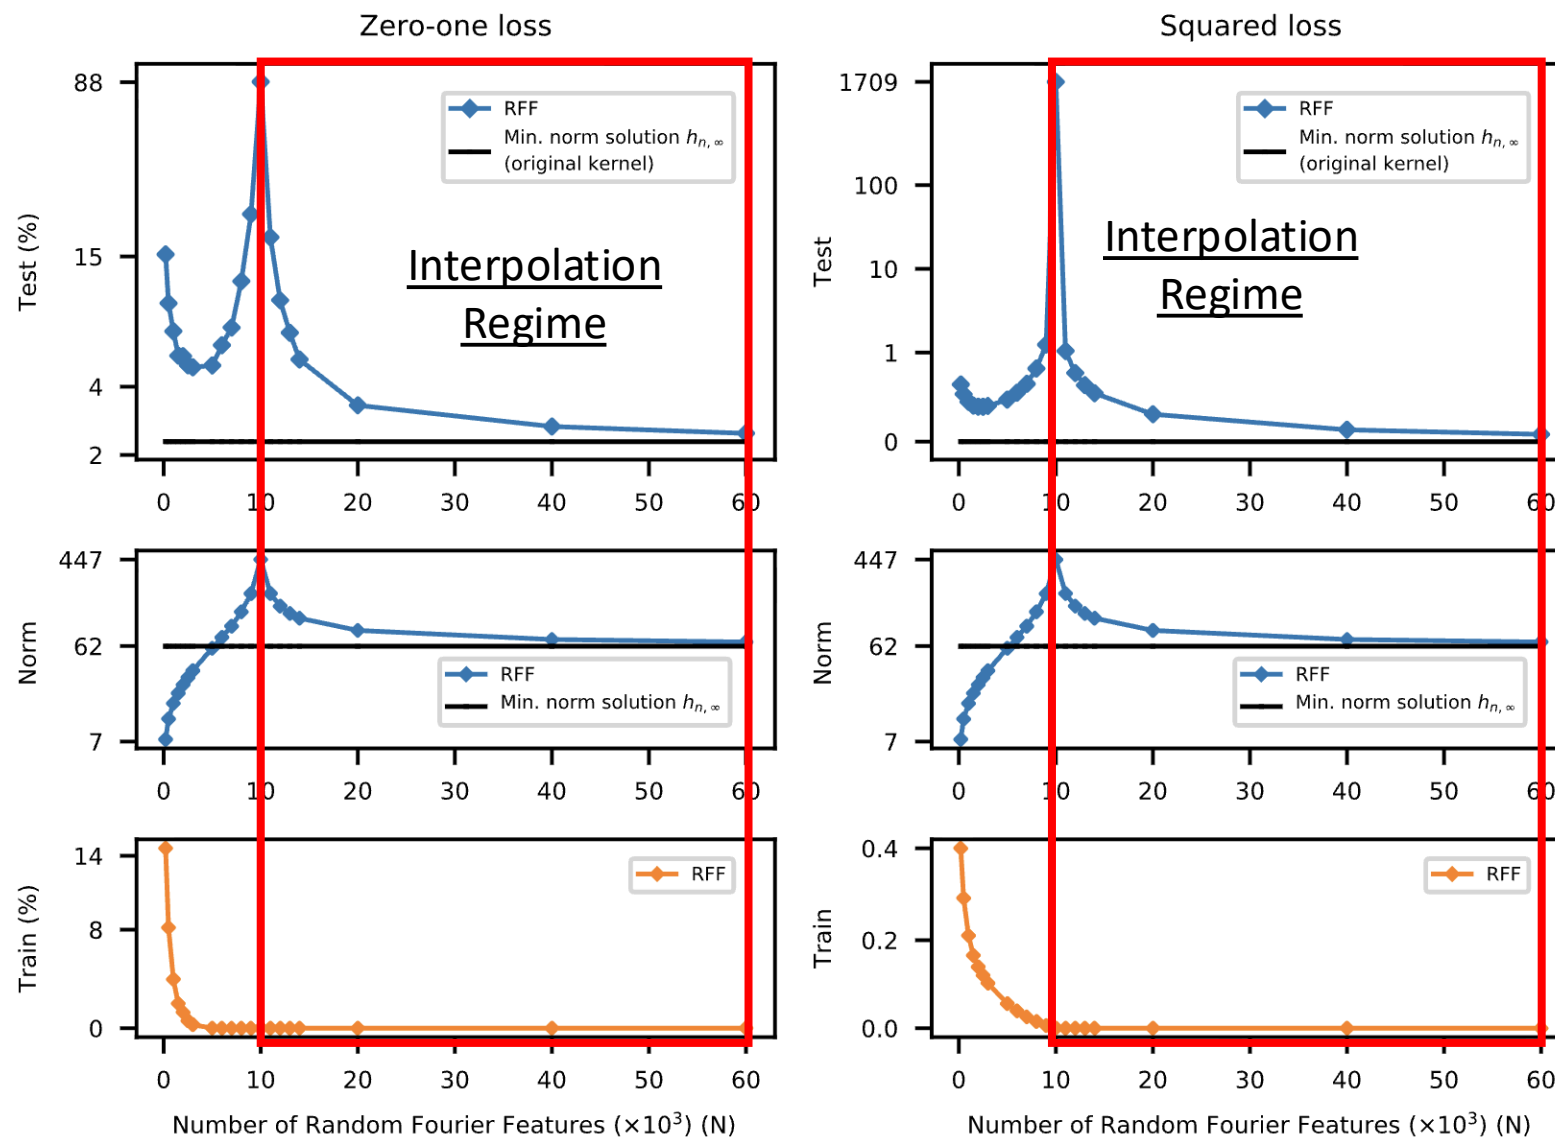 Zero-one loss
88
15
4
2
Test (%)
RFF
Min. norm solution h_{n,∞}
(original kernel)
Interpolation
Regime
0 10 20 30 40 50 60
447
62
7
Norm
RFF
Min. norm solution h_{n,∞}
0 10 20 30 40 50 60
14
8
0
Train (%)
RFF
0 10 20 30 40 50 60
Number of Random Fourier Features (×10³) (N)
Squared loss
1709
100
10
1
0
Test
RFF
Min. norm solution h_{n,∞}
(original kernel)
Interpolation
Regime
0 10 20 30 40 50 60
447
62
7
Norm
RFF
Min. norm solution h_{n,∞}
0 10 20 30 40 50 60
0.4
0.2
0.0
Train
RFF
0 10 20 30 40 50 60
Number of Random Fourier Features (×10³) (N)